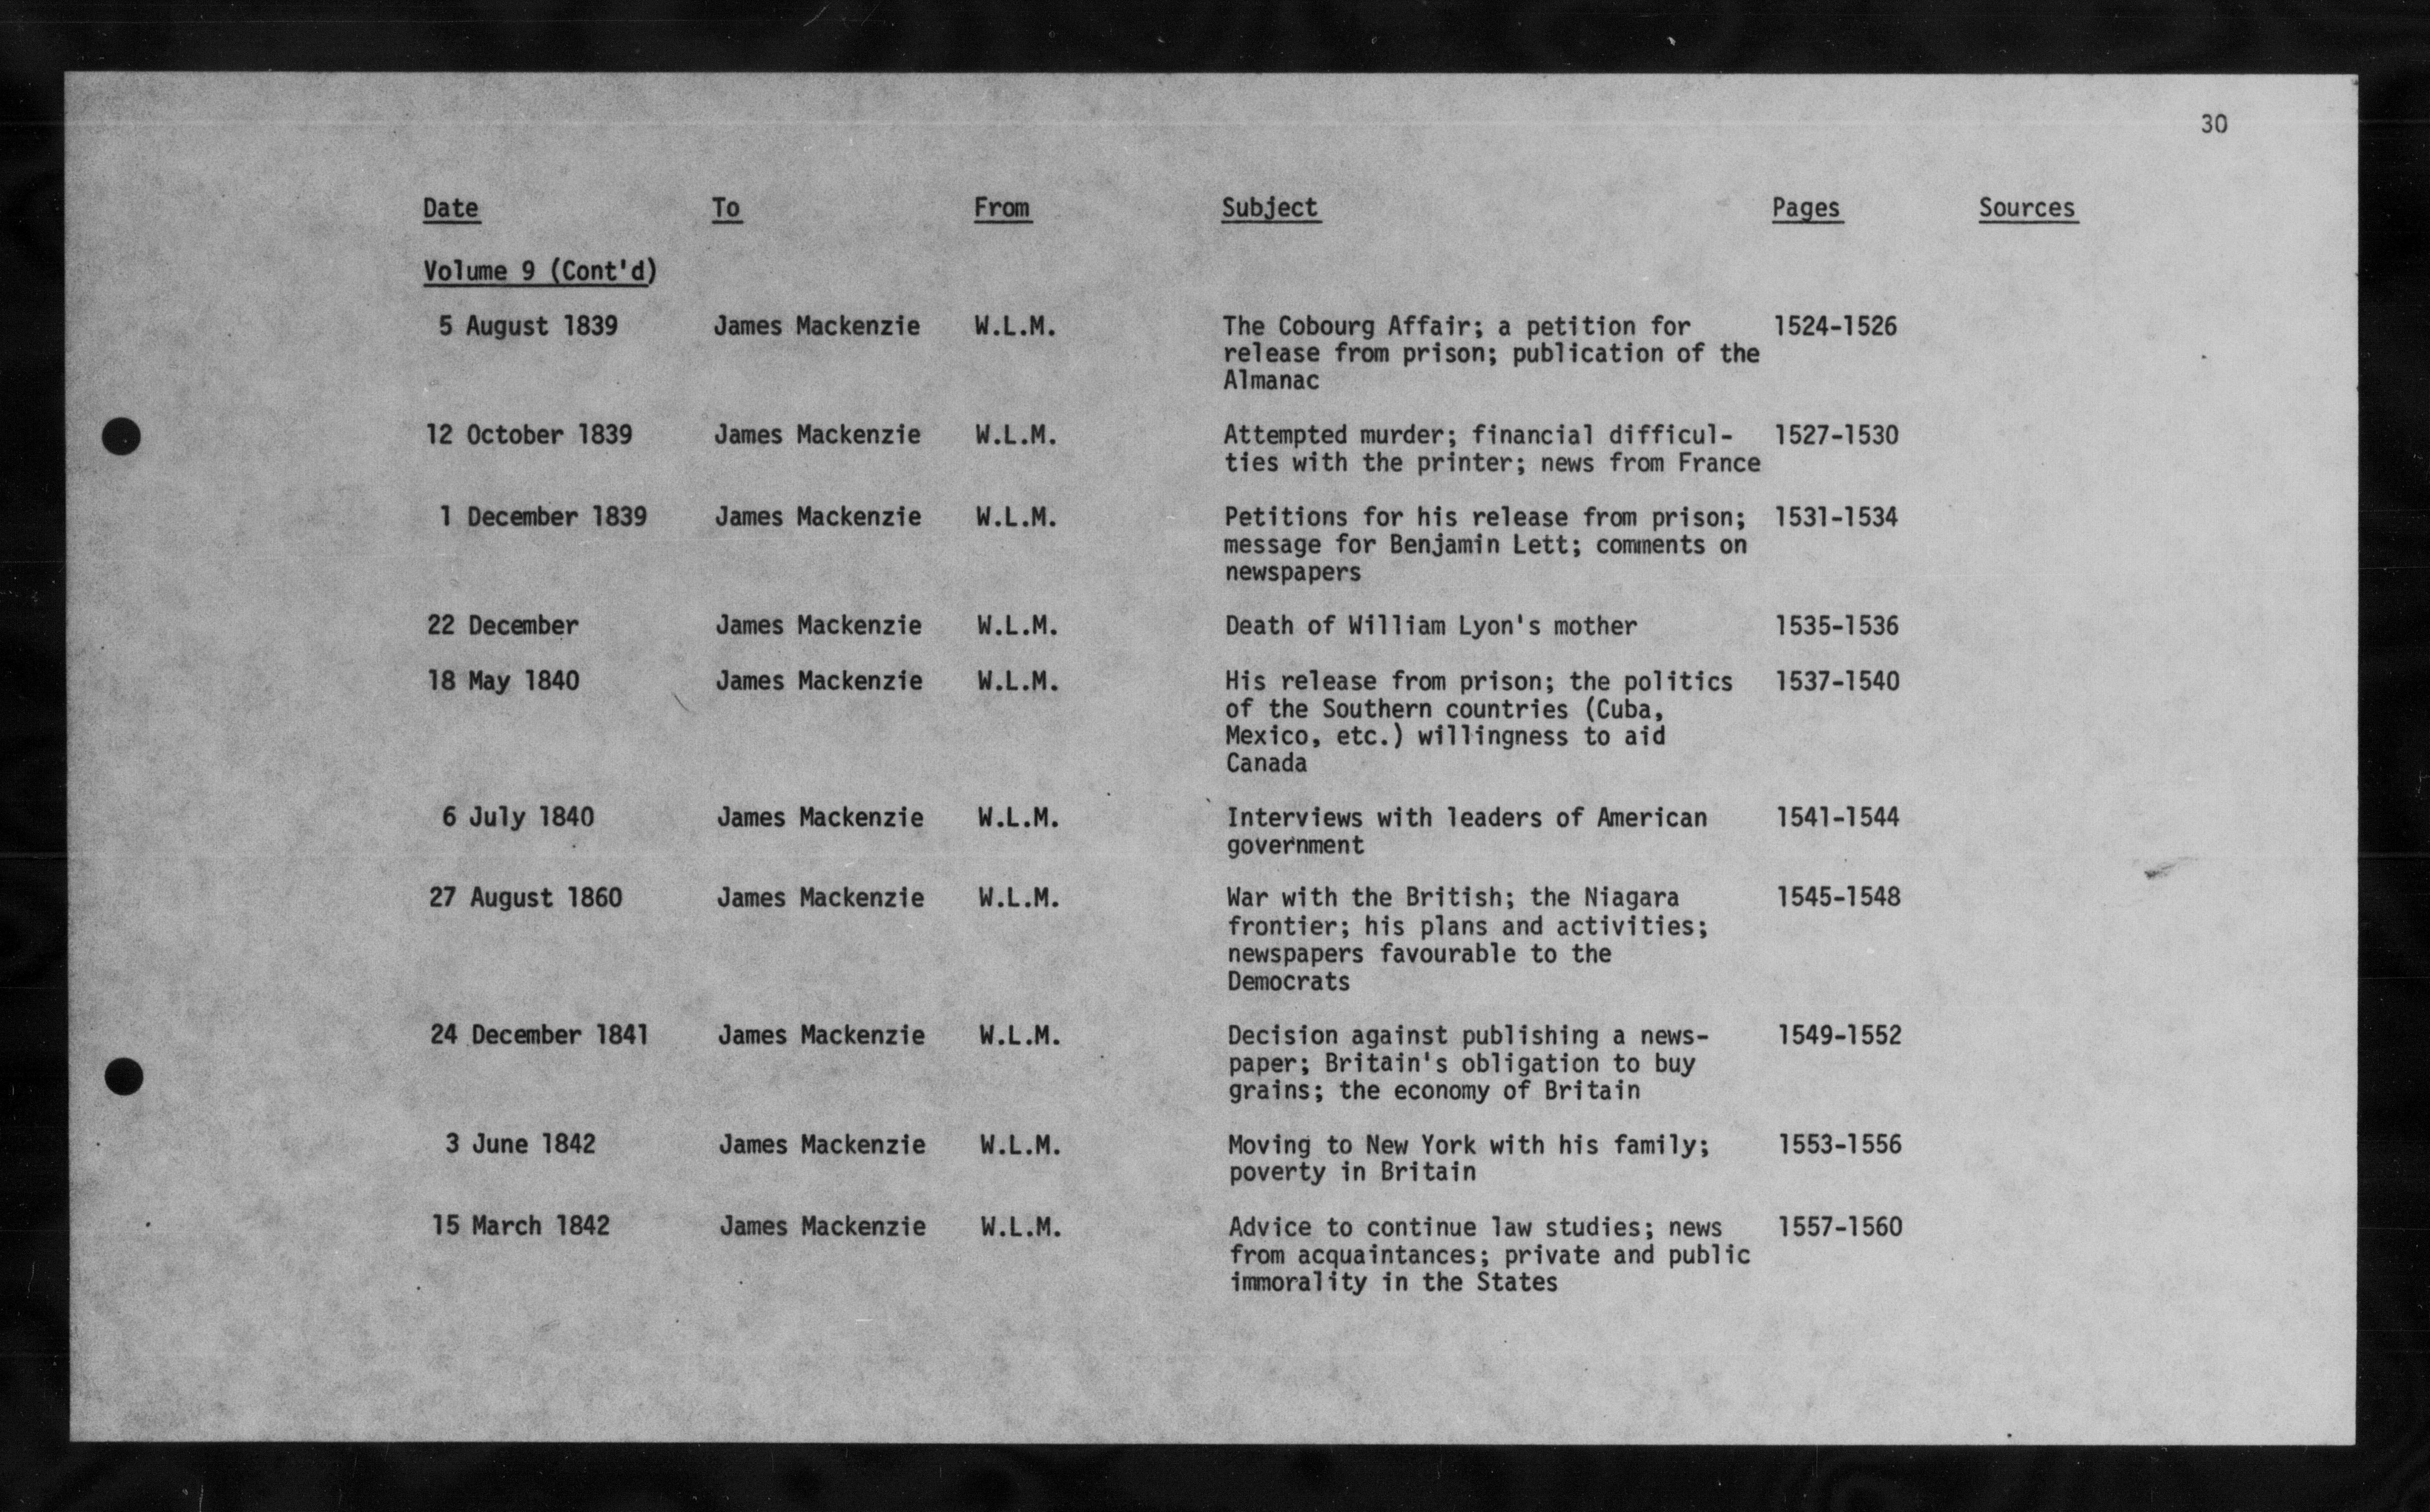 30
Date To From Subject Pages Sources
Volume 9 (Cont'd)
5 August 1839 James Mackenzie W.L.M. The Cobourg Affair; a petition for 1524-1526
release from prison; publication of the
Almanac
12 October 1839 James Mackenzie W.L.M. Attempted murder; financial difficul- 1527-1530
ties with the printer; news from France
1 December 1839 James Mackenzie W.L.M. Petitions for his release from prison; 1531-1534
message for Benjamin Lett; comments on
newspapers
22 December James Mackenzie W.L.M. Death of William Lyon's mother 1535-1536
18 May 1840 James Mackenzie W.L.M. His release from prison; the politics 1537-1540
of the Southern countries (Cuba,
Mexico, etc.) willingness to aid
Canada
6 July 1840 James Mackenzie W.L.M. Interviews with leaders of American 1541-1544
government
27 August 1860 James Mackenzie W.L.M. War with the British; the Niagara 1545-1548
frontier; his plans and activities;
newspapers favourable to the
Democrats
24 December 1841 James Mackenzie W.L.M. Decision against publishing a news- 1549-1552
paper; Britain's obligation to buy
grains; the economy of Britain
3 June 1842 James Mackenzie W.L.M. Moving to New York with his family; 1553-1556
poverty in Britain
15 March 1842 James Mackenzie W.L.M. Advice to continue law studies; news 1557-1560
from acquaintances; private and public
immorality in the States